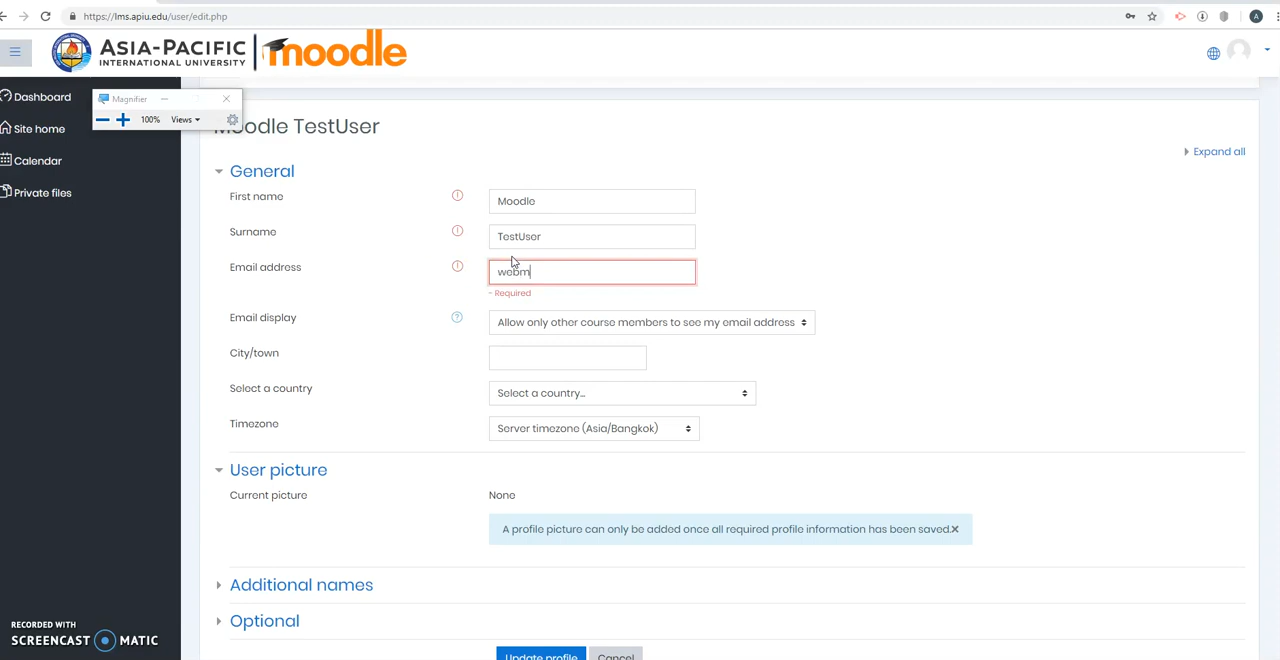 https://lms.apiu.edu/user/edit.php
A
ASIA-PACIFIC
INTERNATIONAL UNIVERSITY
moodle
Dashboard
Site home
Calendar
Private files
Magnifier
100% Views
Moodle TestUser
Expand all
General
First name
Moodle
Surname
TestUser
Email address
webm
- Required
Email display
Allow only other course members to see my email address
City/town
Select a country
Select a country...
Timezone
Server timezone (Asia/Bangkok)
User picture
Current picture
None
A profile picture can only be added once all required profile information has been saved.
Additional names
Optional
Update profile
Cancel
RECORDED WITH
SCREENCAST MATIC